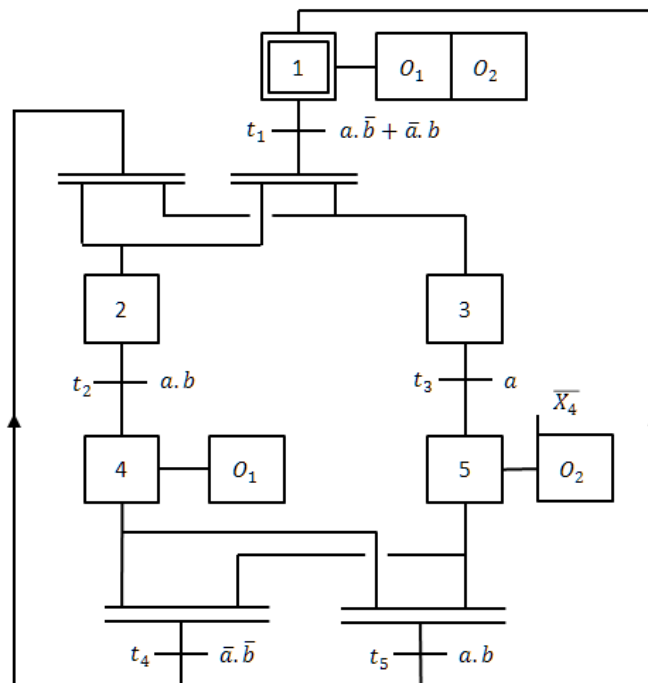 1 O₁ O₂
t₁ a.b̅ + a̅.b
2 3
t₂ a.b t₃ a
X̅₄
4 O₁ 5 O₂
t₄ a̅.b̅ t₅ a.b